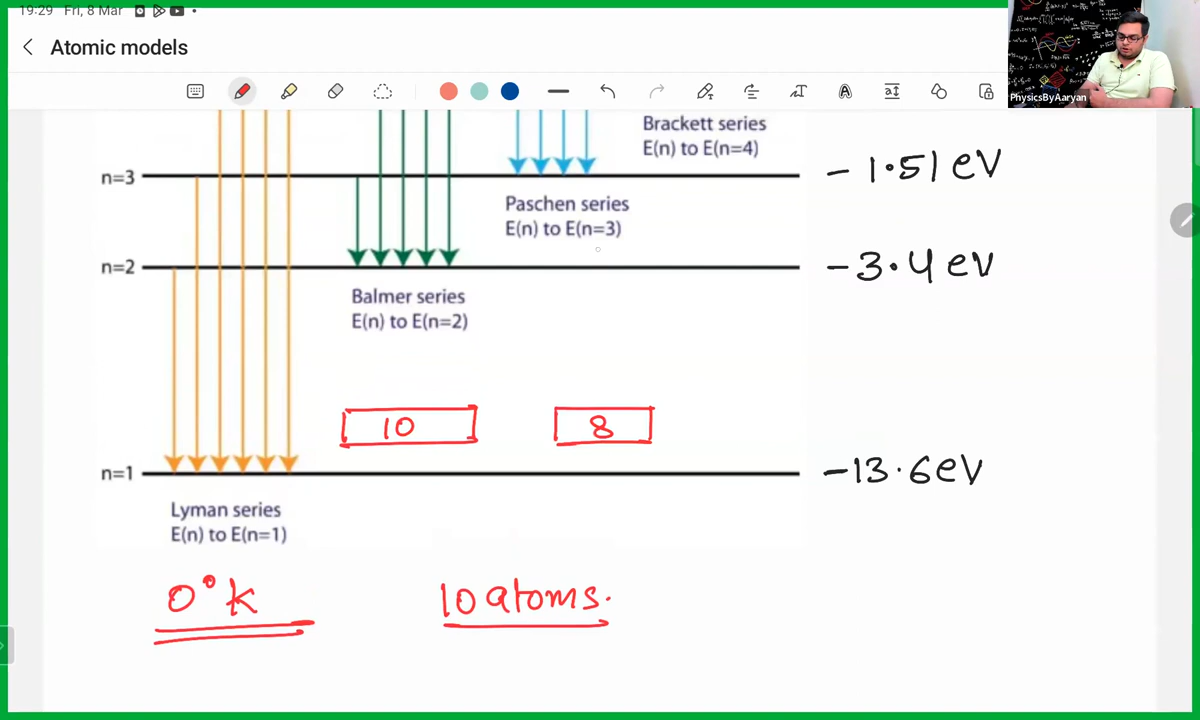 19:29 Fri, 8 Mar
Atomic models
PhysicsByAaryan
Brackett series
E(n) to E(n=4)
n=3
- 1.51 eV
Paschen series
E(n) to E(n=3)
n=2
-3.4 eV
Balmer series
E(n) to E(n=2)
10
8
n=1
-13.6eV
Lyman series
E(n) to E(n=1)
0°k
10 atoms.